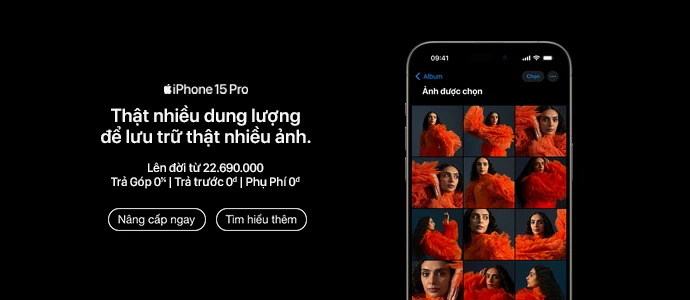 iPhone 15 Pro
Thật nhiều dung lượng
để lưu trữ thật nhiều ảnh.
Lên đời từ 22.690.000
Trả Góp 0% | Trả trước 0đ | Phụ Phí 0đ
Nâng cấp ngay
Tìm hiểu thêm
09:41
Album
Chọn
Ảnh được chọn